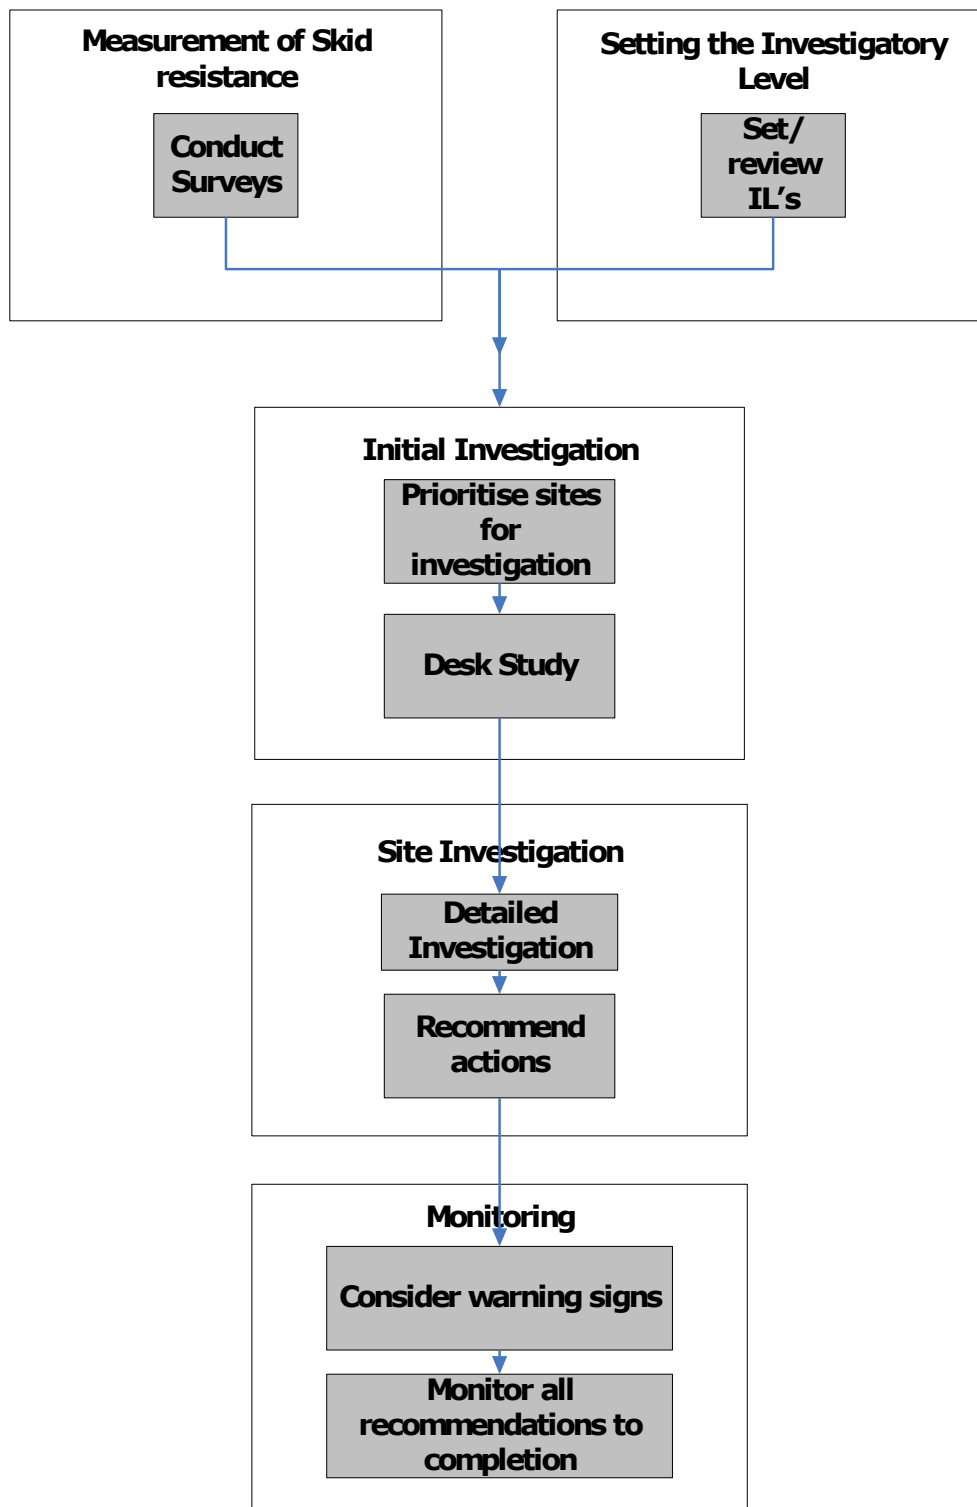 Measurement of Skid
resistance
Conduct
Surveys
Setting the Investigatory
Level
Set/
review
IL’s
Initial Investigation
Prioritise sites
for
investigation
Desk Study
Site Investigation
Detailed
Investigation
Recommend
actions
Monitoring
Consider warning signs
Monitor all
recommendations to
completion